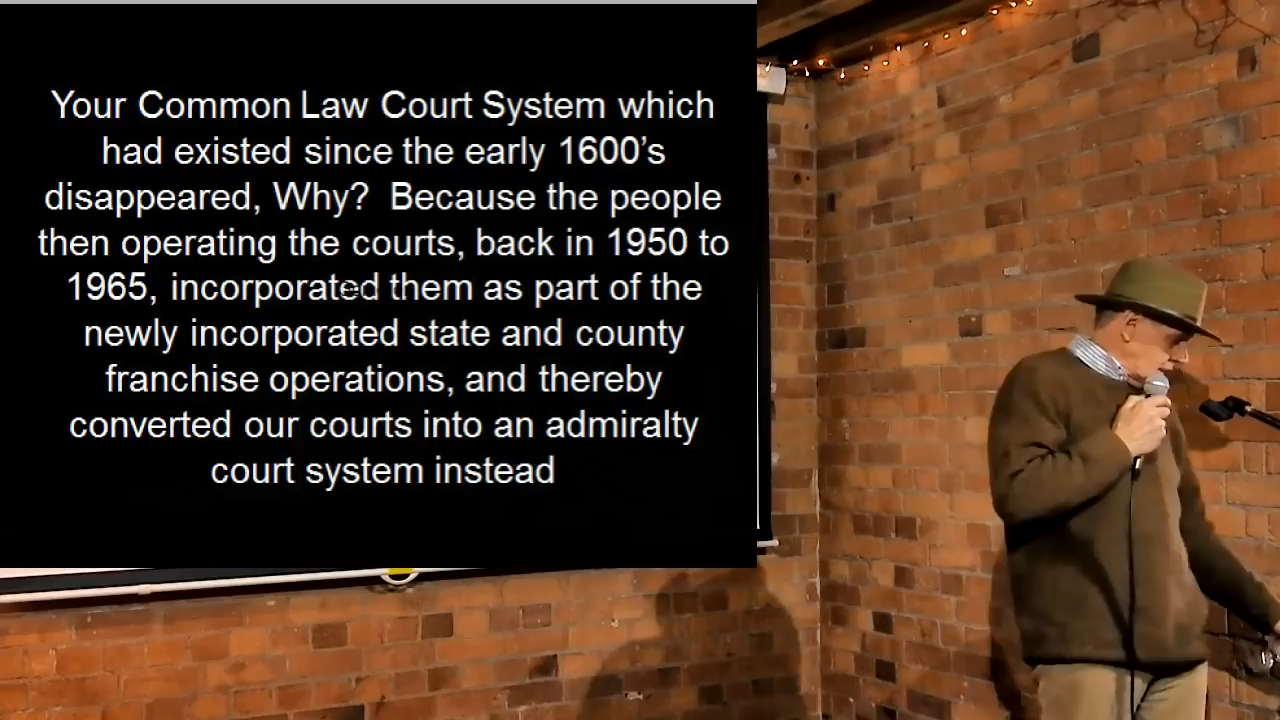 Your Common Law Court System which
had existed since the early 1600’s
disappeared, Why?  Because the people
then operating the courts, back in 1950 to
1965, incorporated them as part of the
newly incorporated state and county
franchise operations, and thereby
converted our courts into an admiralty
court system instead